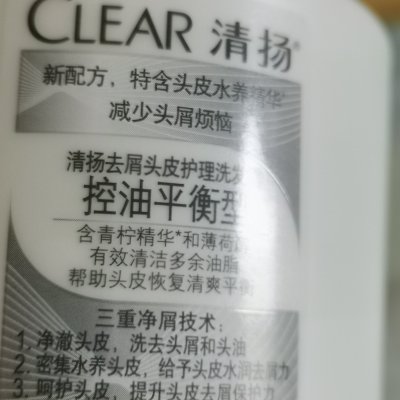 CLEAR 清扬®
新配方，特含头皮水养精华*
减少头屑烦恼
清扬去屑头皮护理洗发
控油平衡型
含青柠精华*和薄荷
有效清洁多余油脂
帮助头皮恢复清爽平衡
三重净屑技术：
1. 净澈头皮，洗去头屑和头油
2. 密集水养头皮，给予头皮水润去屑力
3. 呵护头皮，提升头皮去屑保护力